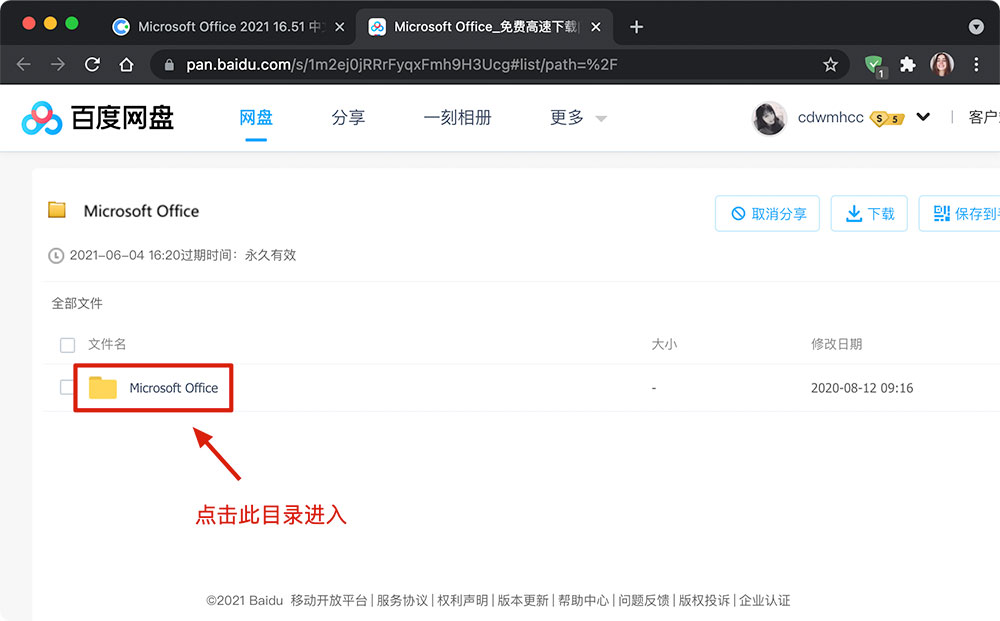 Microsoft Office 2021 16.51 中
Microsoft Office_免费高速下载
pan.baidu.com/s/1m2ej0jRRrFyqxFmh9H3Ucg#list/path=%2F
1
百度网盘
网盘
分享
一刻相册
更多
cdwmhcc
S 5
客户
Microsoft Office
取消分享
下载
保存到
2021-06-04 16:20过期时间：永久有效
全部文件
文件名
大小
修改日期
Microsoft Office
-
2020-08-12 09:16
点击此目录进入
©2021 Baidu 移动开放平台 | 服务协议 | 权利声明 | 版本更新 | 帮助中心 | 问题反馈 | 版权投诉 | 企业认证